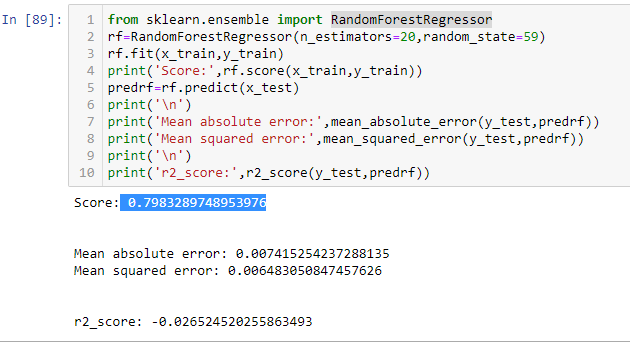 In [89]:
1 from sklearn.ensemble import RandomForestRegressor
2 rf=RandomForestRegressor(n_estimators=20,random_state=59)
3 rf.fit(x_train,y_train)
4 print('Score:',rf.score(x_train,y_train))
5 predrf=rf.predict(x_test)
6 print('\n')
7 print('Mean absolute error:',mean_absolute_error(y_test,predrf))
8 print('Mean squared error:',mean_squared_error(y_test,predrf))
9 print('\n')
10 print('r2_score:',r2_score(y_test,predrf))
Score: 0.7983289748953976
Mean absolute error: 0.007415254237288135
Mean squared error: 0.006483050847457626
r2_score: -0.026524520255863493